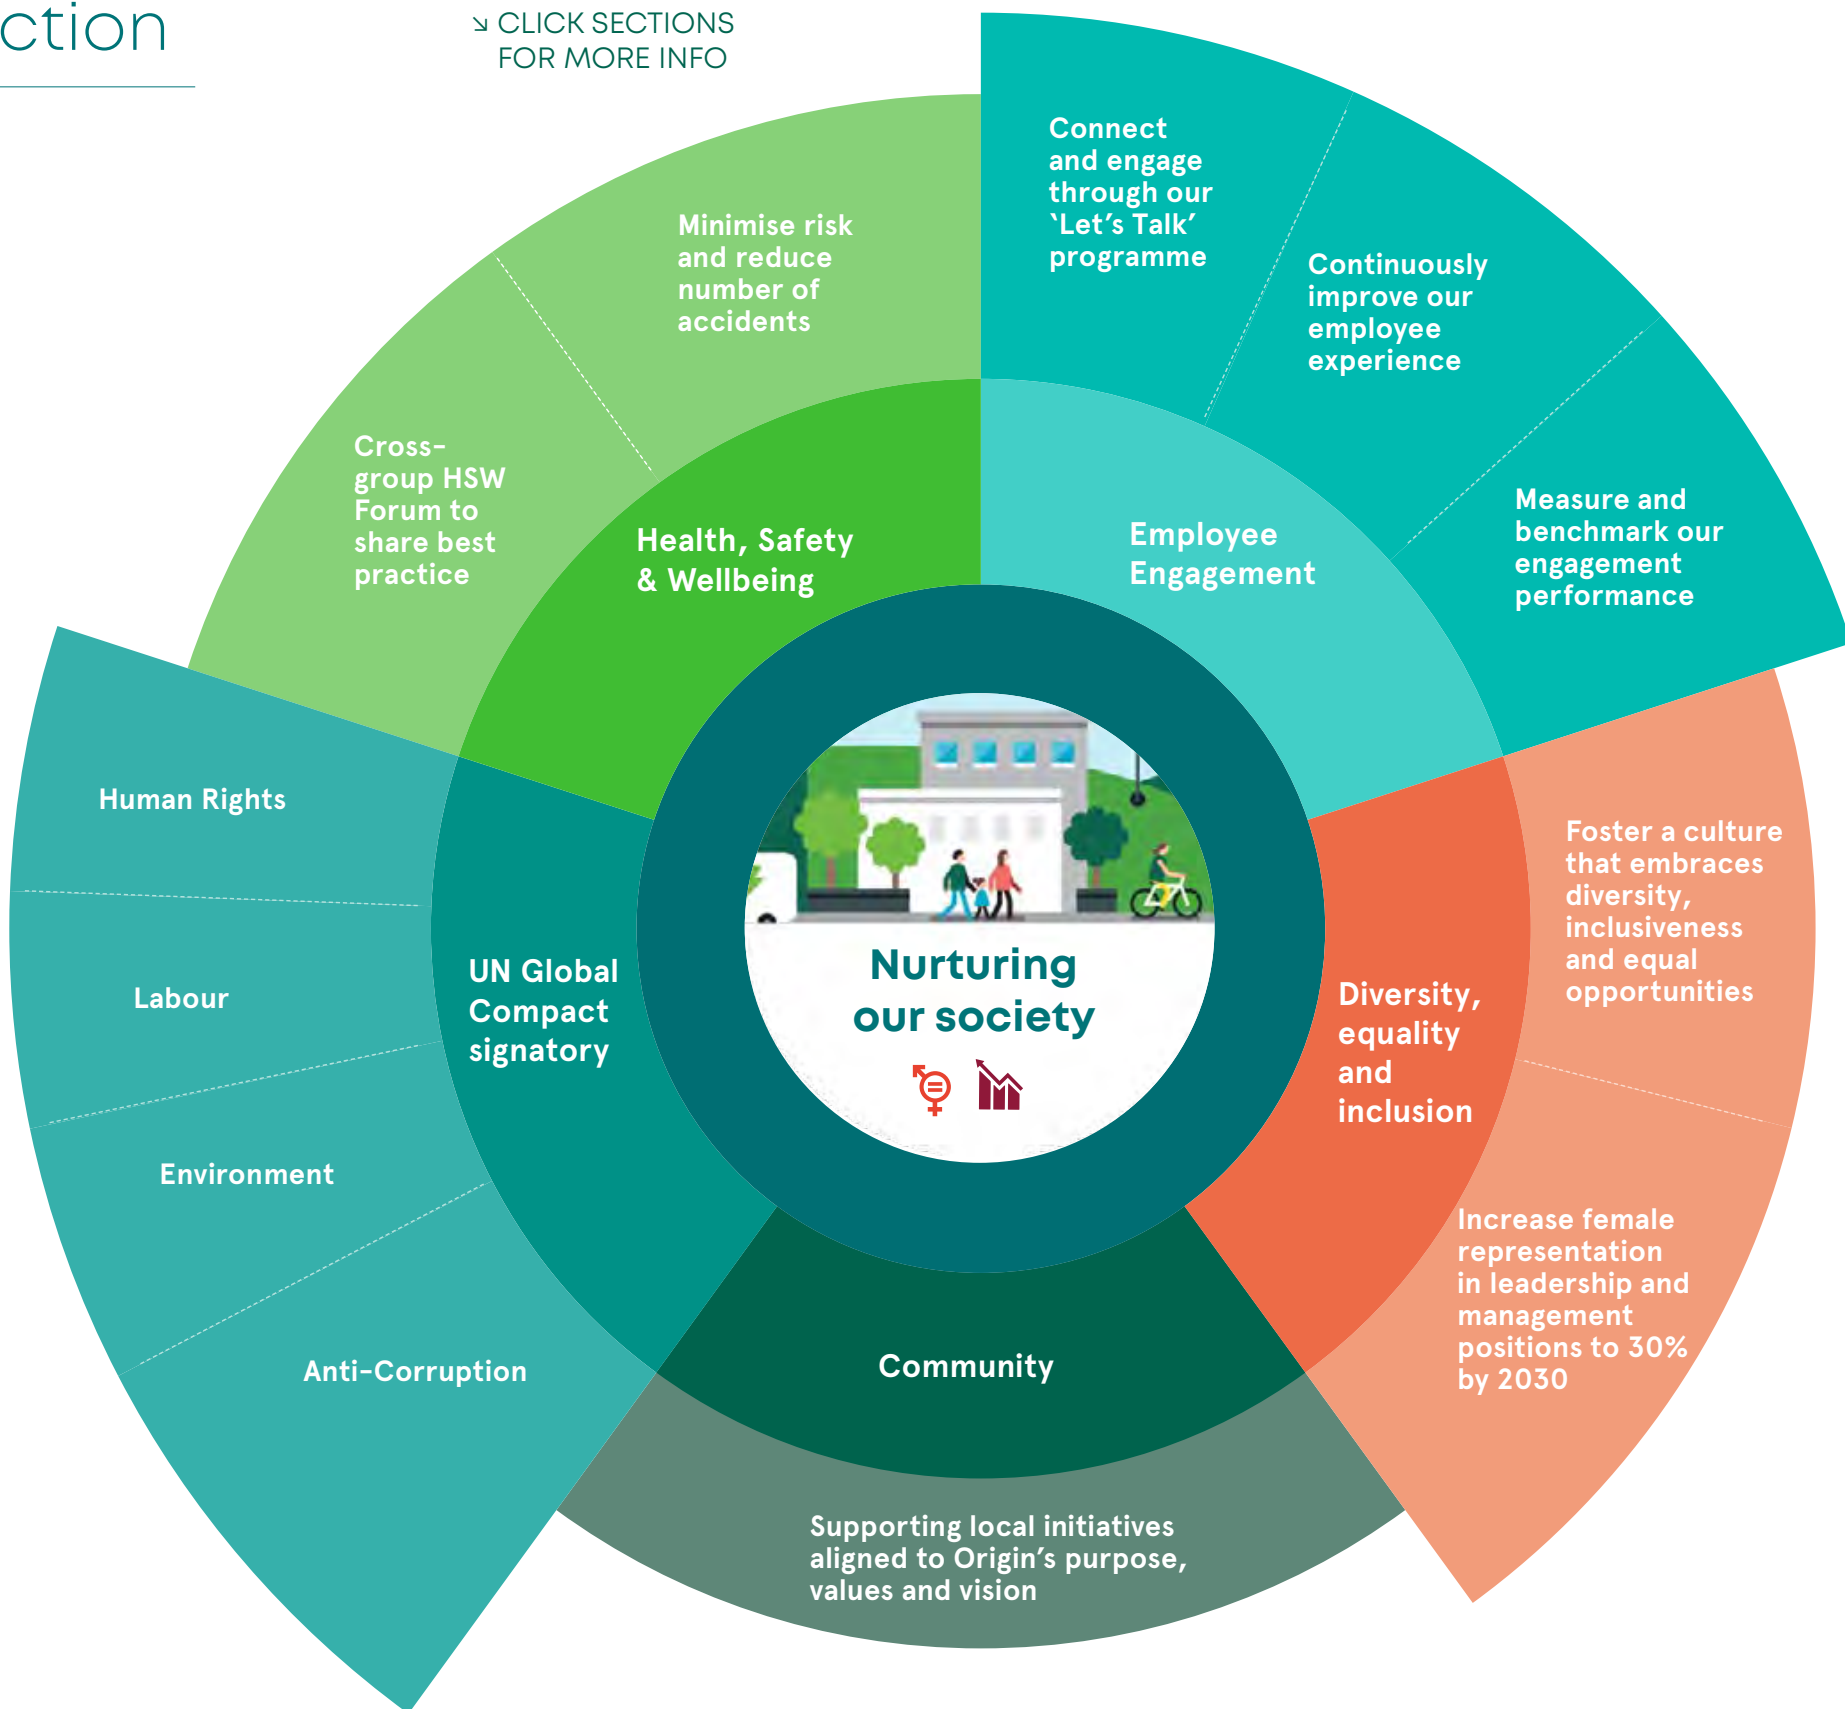 ction
CLICK SECTIONS
FOR MORE INFO
Connect
and engage
through our
‘Let’s Talk’
programme
Continuously
improve our
employee
experience
Measure and
benchmark our
engagement
performance
Employee
Engagement
Minimise risk
and reduce
number of
accidents
Cross-
group HSW
Forum to
share best
practice
Health, Safety
& Wellbeing
Human Rights
Labour
Environment
Anti-Corruption
UN Global
Compact
signatory
Nurturing
our society
Diversity,
equality
and
inclusion
Foster a culture
that embraces
diversity,
inclusiveness
and equal
opportunities
Increase female
representation
in leadership and
management
positions to 30%
by 2030
Community
Supporting local initiatives
aligned to Origin’s purpose,
values and vision